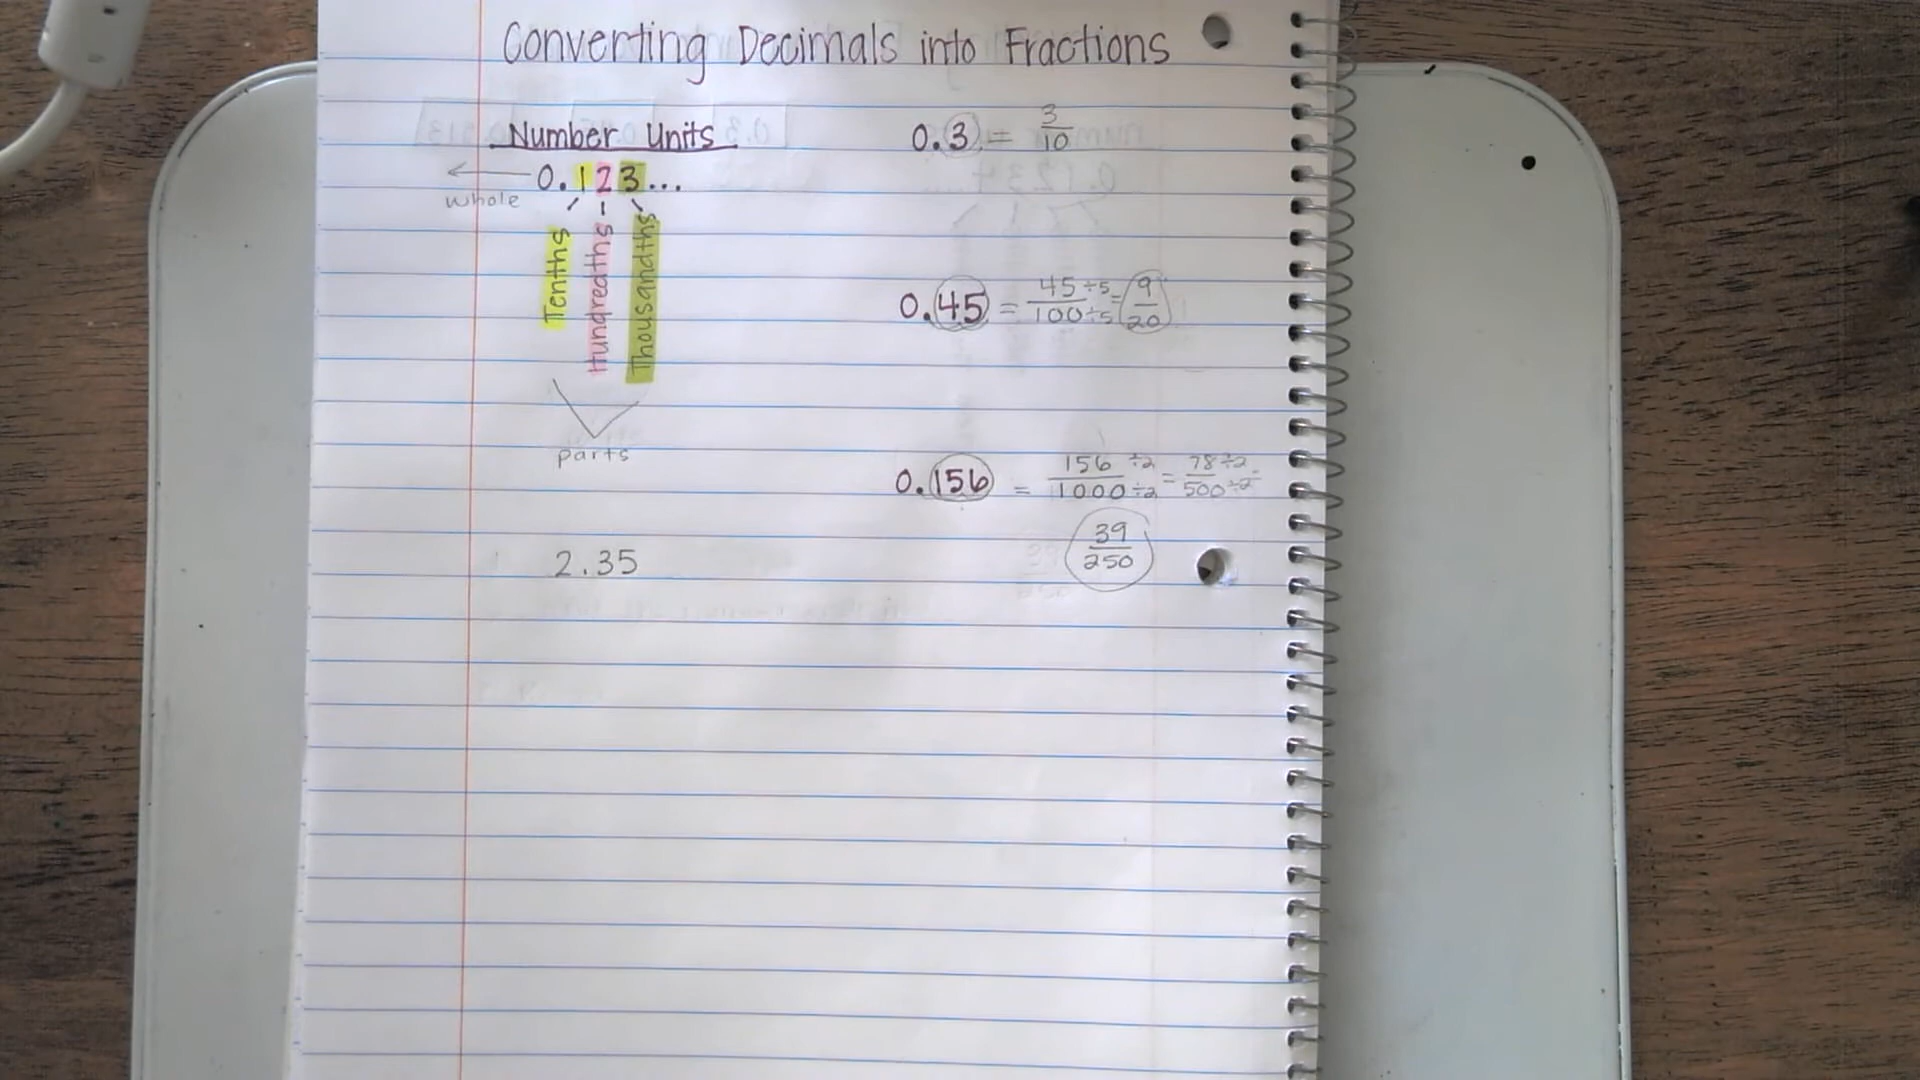 Converting Decimals into Fractions
Number Units
0.123...
whole
Tenths
Hundredths
Thousandths
parts
2.35
0.3 = 3/10
0.45 = 45÷5/100÷5 = 9/20
0.156 = 156÷2/1000÷2 = 78÷2/500÷2 =
39/250